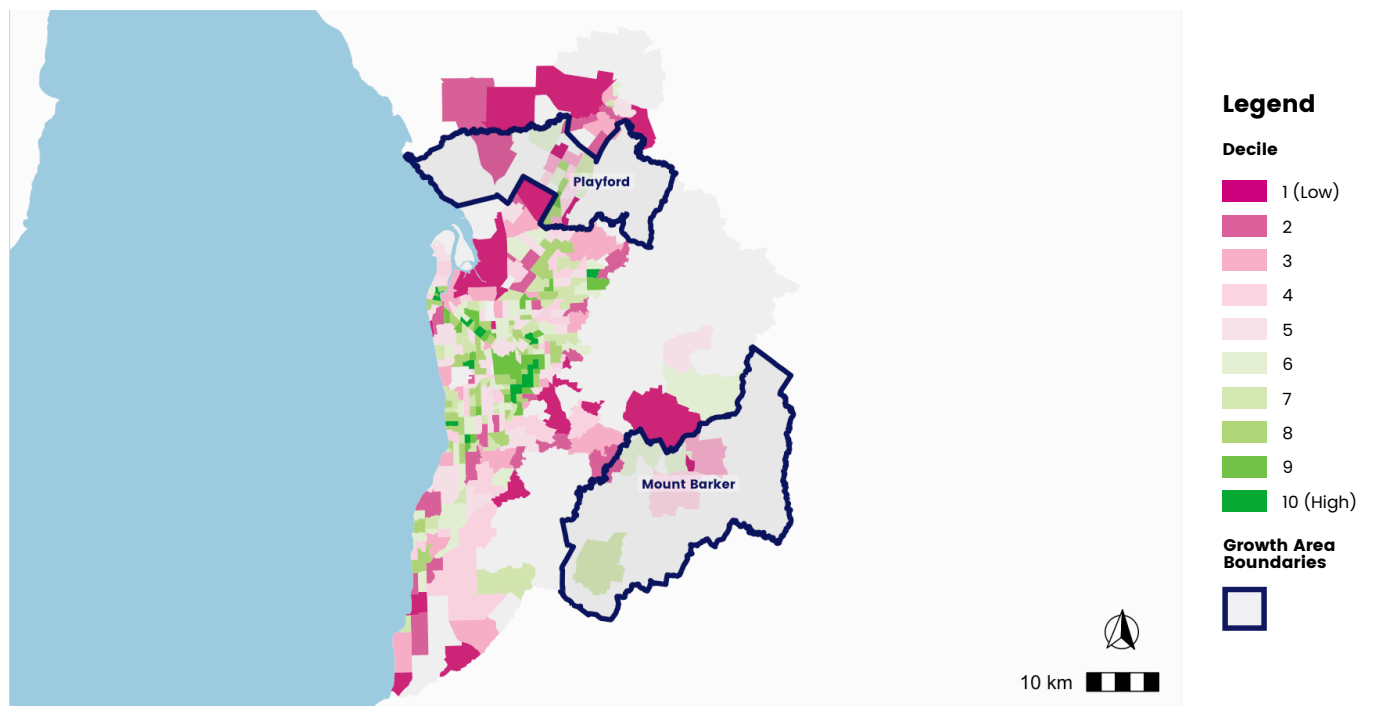 Playford
Mount Barker
10 km
Legend
Decile
1 (Low)
2
3
4
5
6
7
8
9
10 (High)
Growth Area
Boundaries